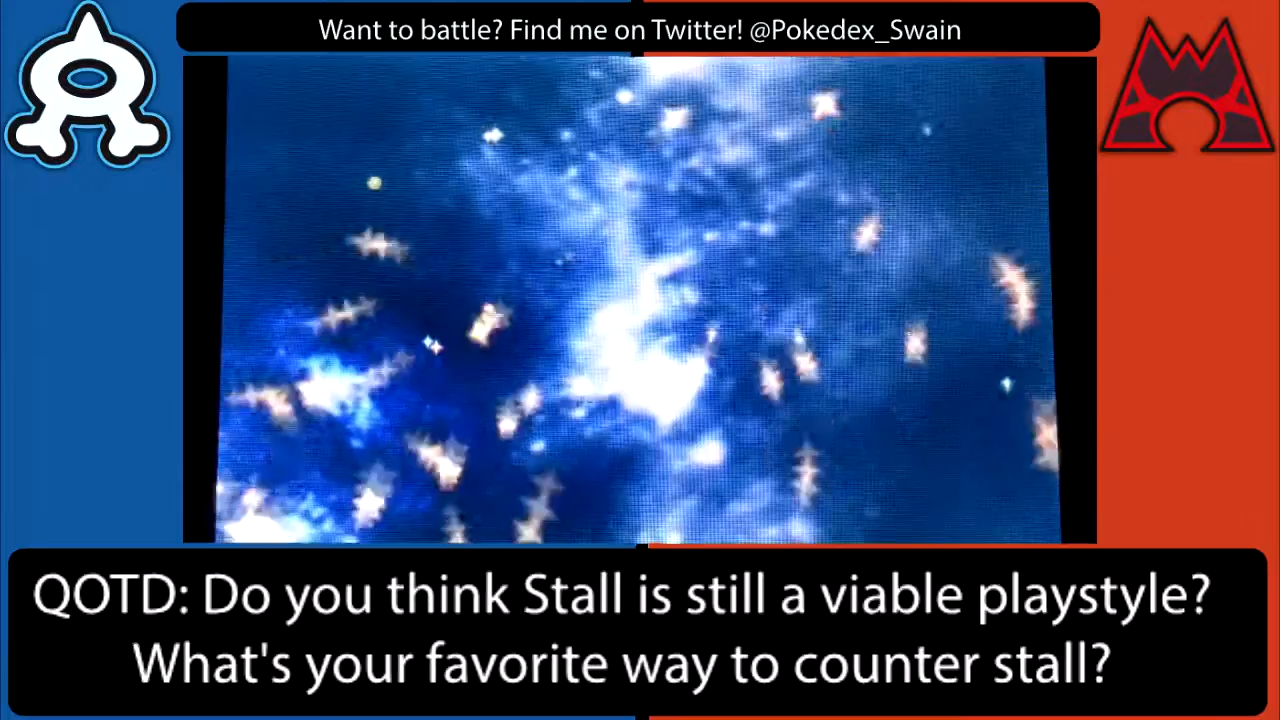 Want to battle? Find me on Twitter! @Pokedex_Swain
QOTD: Do you think Stall is still a viable playstyle?
What's your favorite way to counter stall?